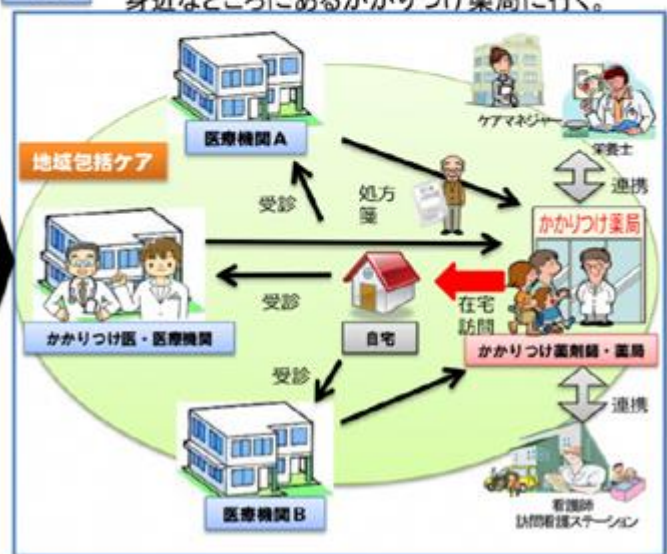 身近なところにあるかかりつけ薬局に行く。
ケアマネジャー
栄養士
医療機関A
地域包括ケア
受診
処方
箋
連携
かかりつけ薬局
受診
在宅
訪問
かかりつけ医・医療機関
自宅
かかりつけ薬剤師・薬局
受診
連携
医療機関B
看護師
訪問看護ステーション